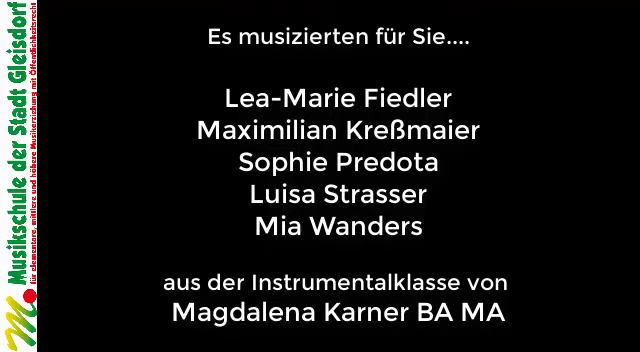 Es musizierten für Sie....
Lea-Marie Fiedler
Maximilian Kreßmaier
Sophie Predota
Luisa Strasser
Mia Wanders
aus der Instrumentalklasse von
Magdalena Karner BA MA
Musikschule der Stadt Gleisdorf
für elementare, mittlere und höhere Musikerziehung mit Öffentlichkeitsrecht